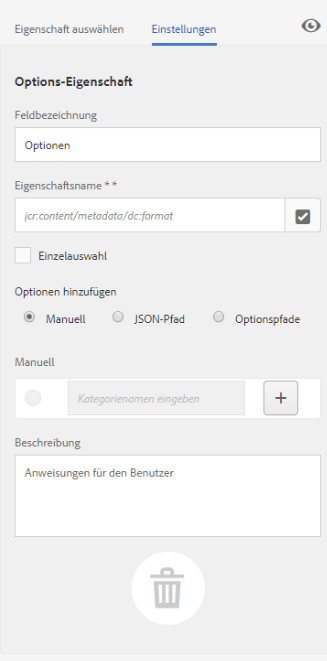 Eigenschaft auswählen Einstellungen
Options-Eigenschaft
Feldbezeichnung
Optionen
Eigenschaftsname * *
jcr:content/metadata/dc:format
Einzelauswahl
Optionen hinzufügen
Manuell JSON-Pfad Optionspfade
Manuell
Kategorienamen eingeben +
Beschreibung
Anweisungen für den Benutzer